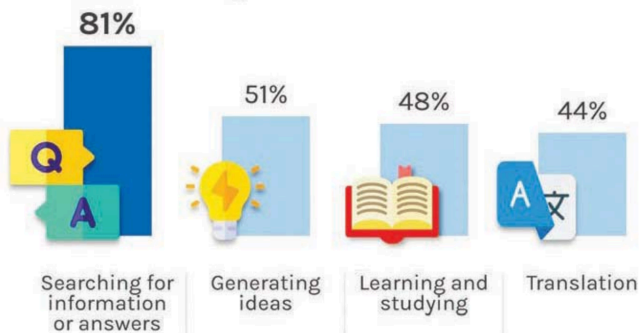 81%
51%
48%
44%
Q
A
A
文
Searching for
information
or answers
Generating
ideas
Learning and
studying
Translation